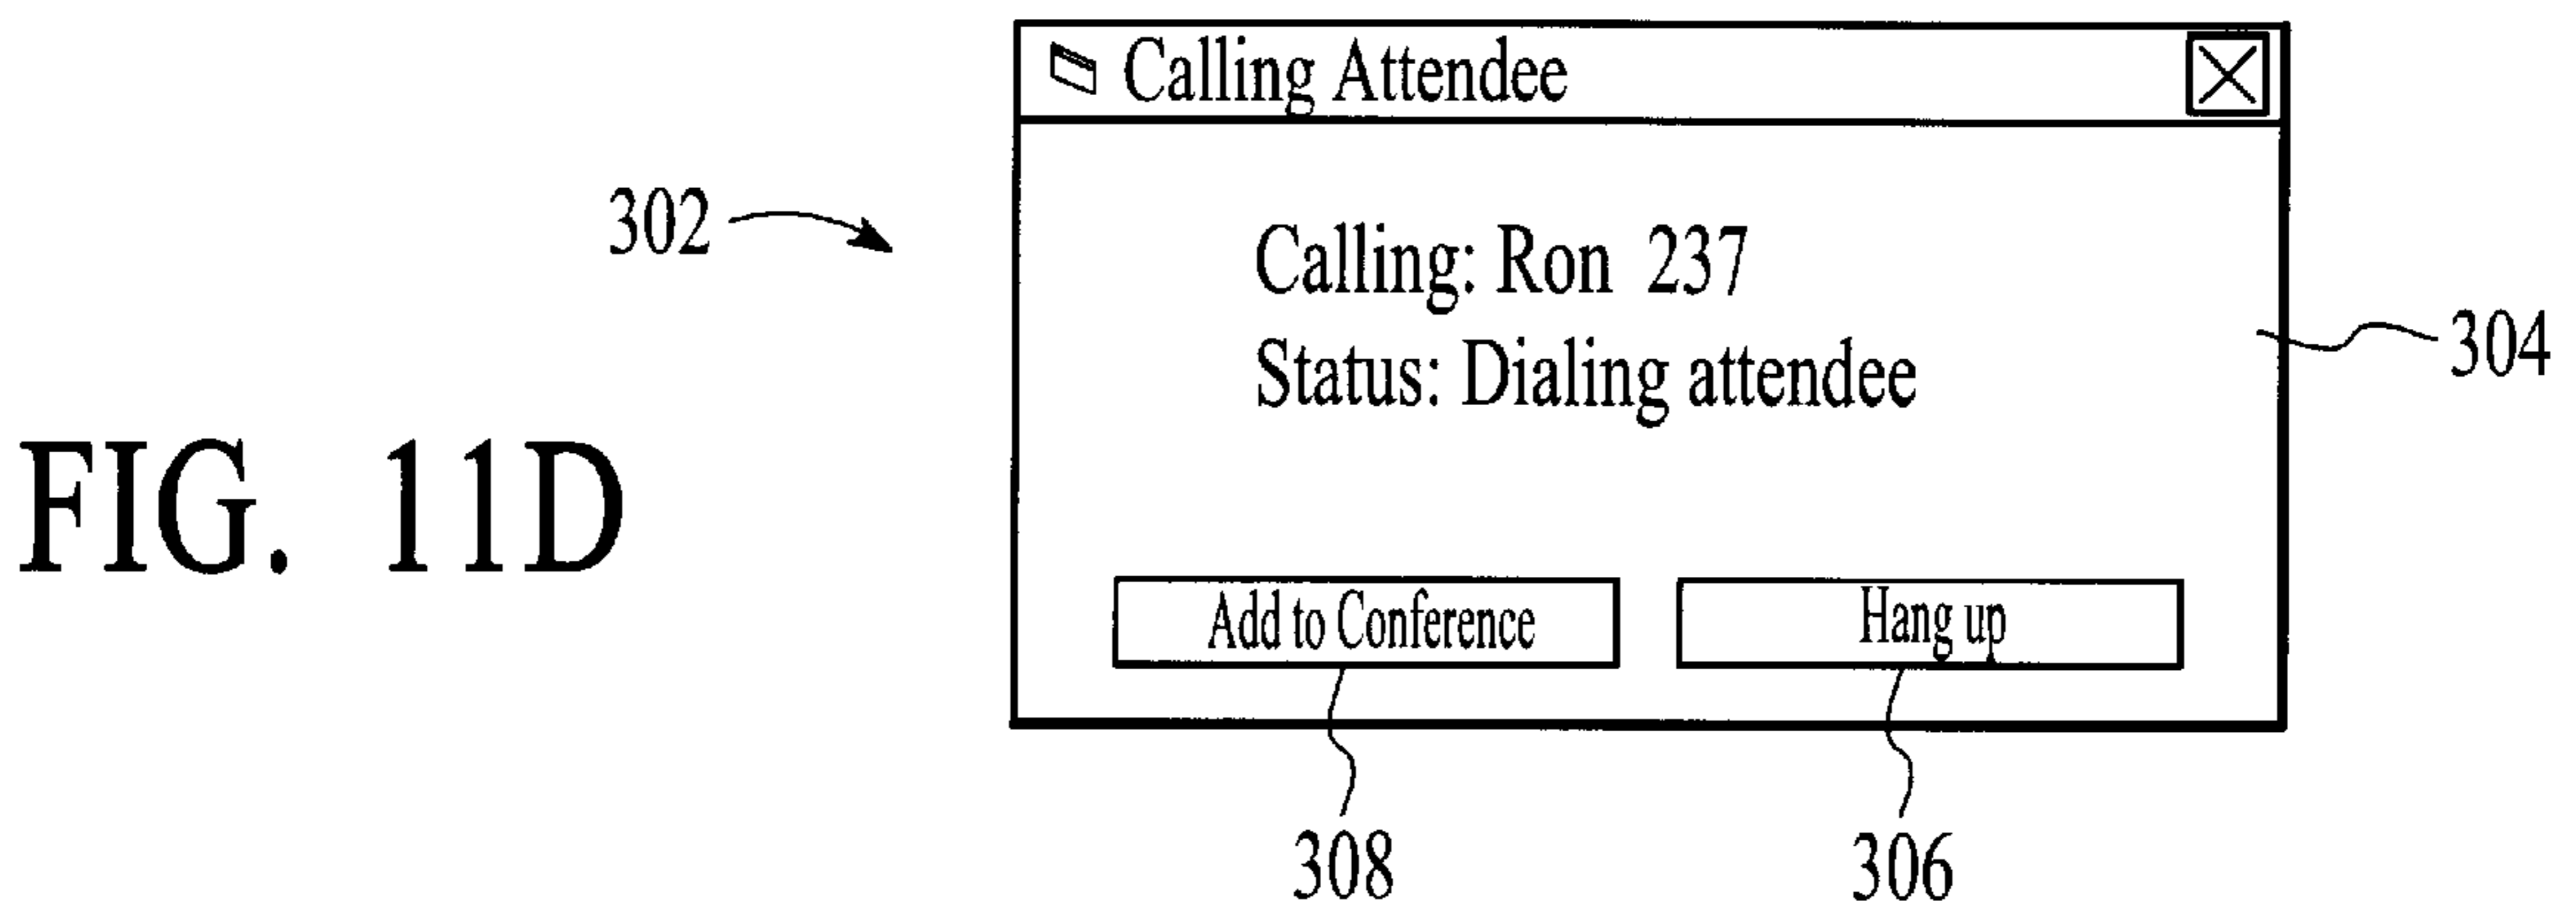 Calling Attendee
302
Calling: Ron 237
Status: Dialing attendee
304
FIG. 11D
Add to Conference
Hang up
308
306